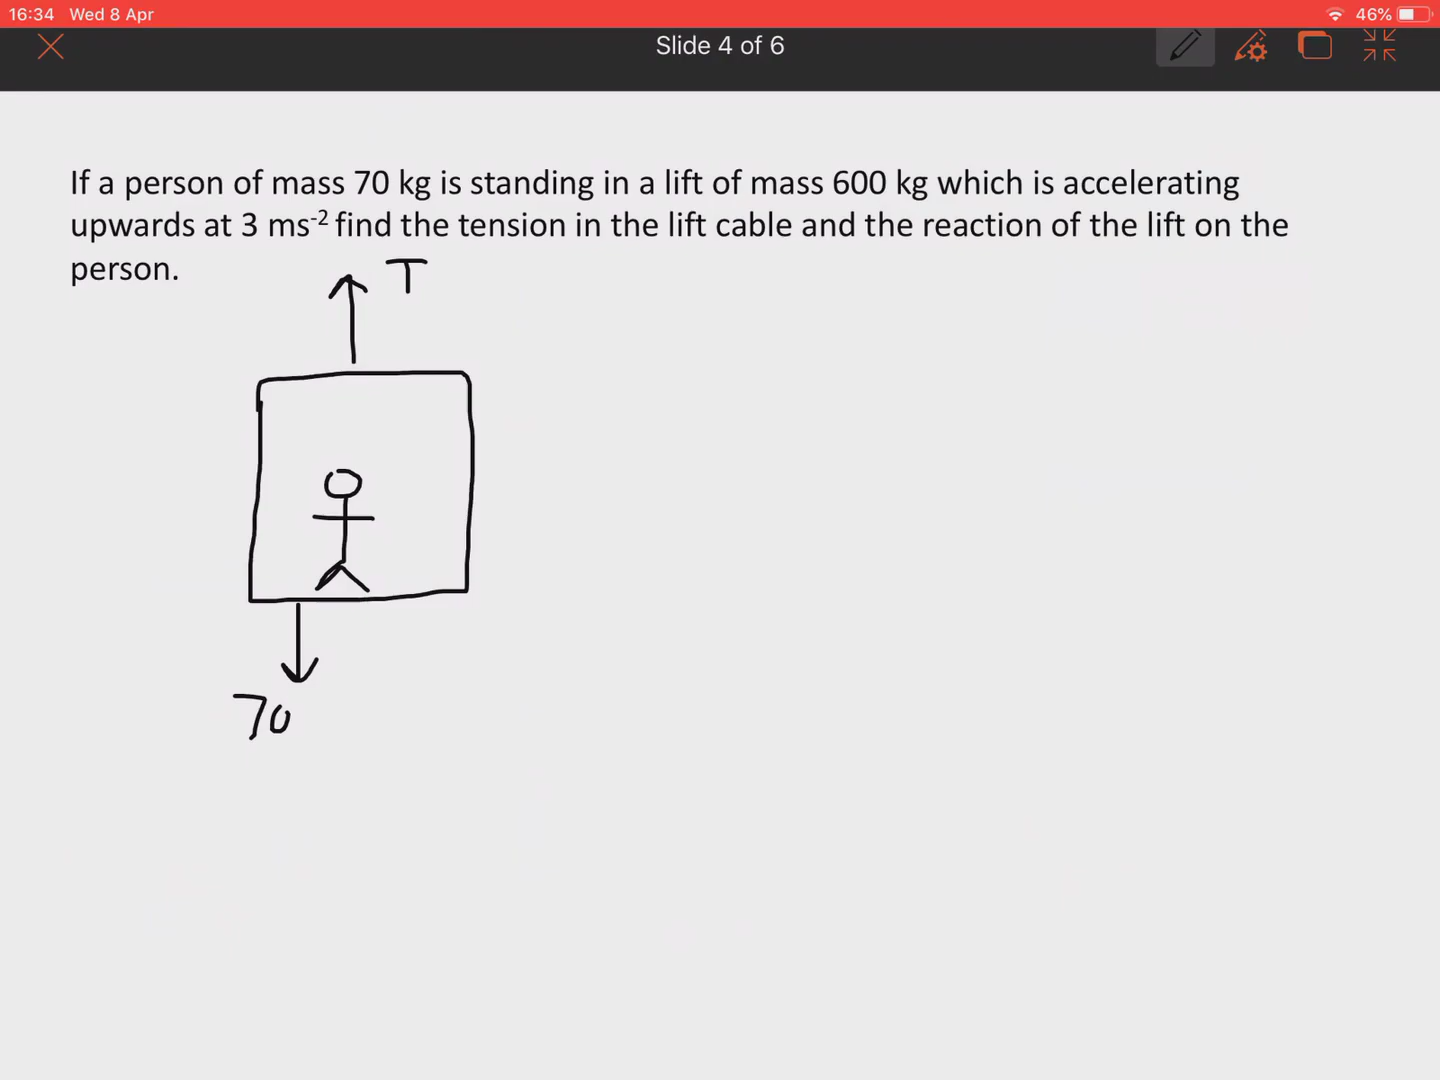 16:34 Wed 8 Apr
46%
Slide 4 of 6
If a person of mass 70 kg is standing in a lift of mass 600 kg which is accelerating
upwards at 3 ms⁻² find the tension in the lift cable and the reaction of the lift on the
person.
T
70